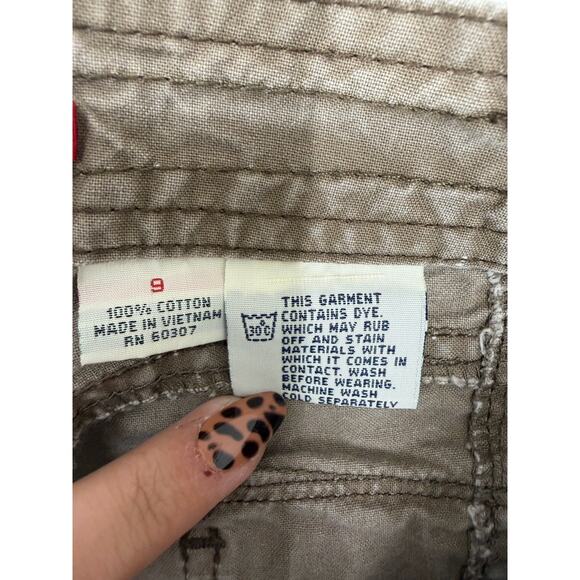 9
100% COTTON
MADE IN VIETNAM
RN 60307
30C
THIS GARMENT
CONTAINS DYE.
WHICH MAY RUB
OFF AND STAIN
MATERIALS WITH
WHICH IT COMES IN
CONTACT. WASH
BEFORE WEARING.
MACHINE WASH
COLD SEPARATELY